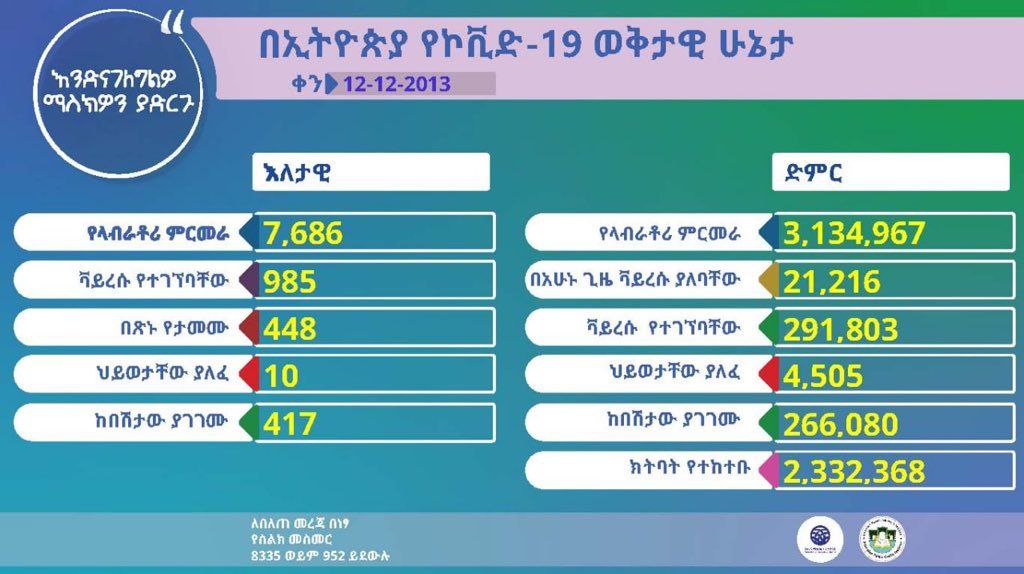 በኢትዮጵያ የኮቪድ-19 ወቅታዊ ሁኔታ
ቀን 12-12-2013
እንድናገለግልዎ
ማስክዎን ያድርጉ
እለታዊ
የላብራቶሪ ምርመራ 7,686
ቫይረሱ የተገኘባቸው 985
በጽኑ የታመሙ 448
ህይወታቸው ያለፈ 10
ከበሽታው ያገገሙ 417
ድምር
የላብራቶሪ ምርመራ 3,134,967
በአሁኑ ጊዜ ቫይረሱ ያለባቸው 21,216
ቫይረሱ የተገኘባቸው 291,803
ህይወታቸው ያለፈ 4,505
ከበሽታው ያገገሙ 266,080
ክትባት የተከተቡ 2,332,368
ለበለጠ መረጃ በነፃ
የስልክ መስመር
8335 ወይም 952 ይደውሉ